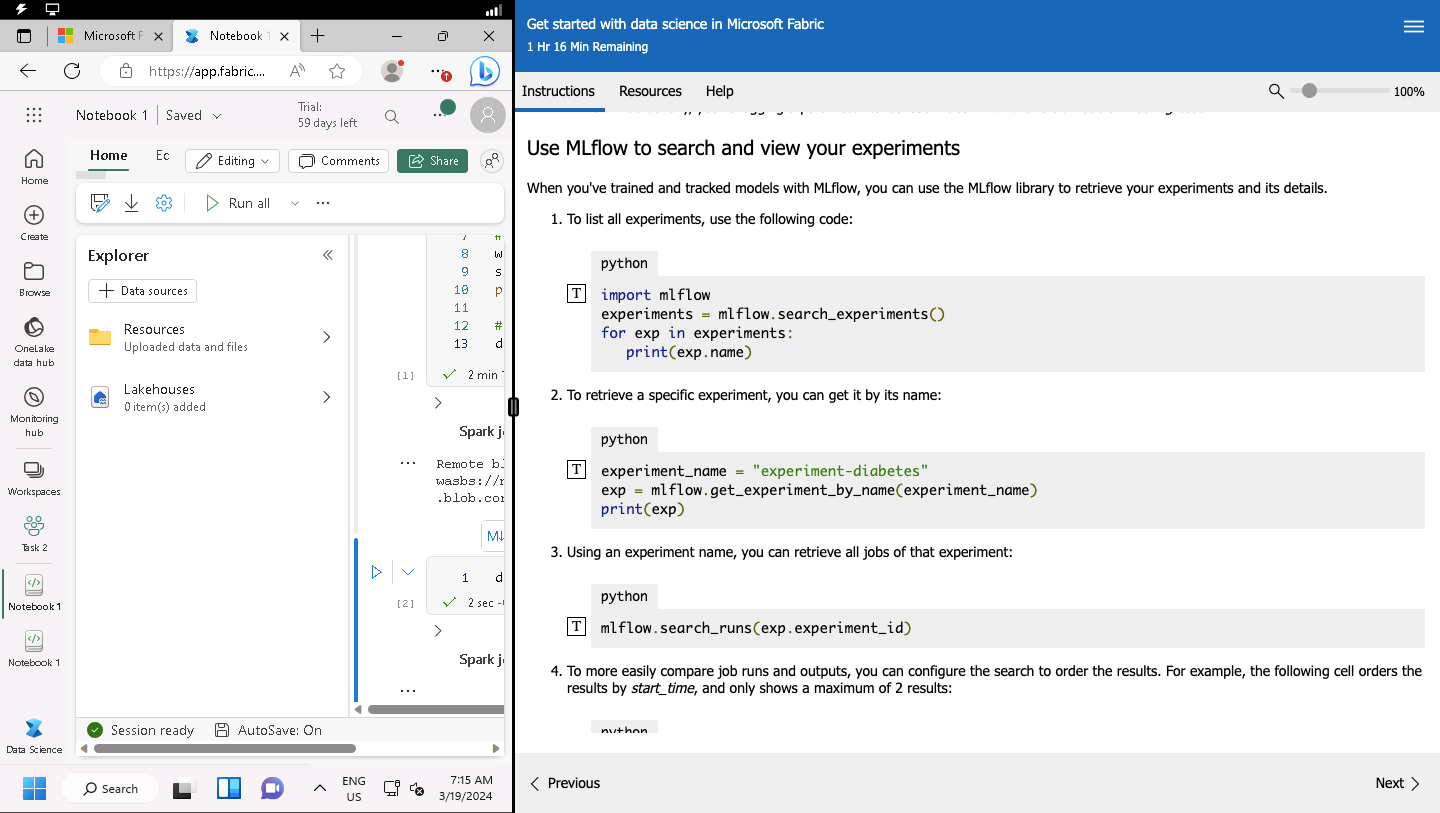 Microsoft F
Notebook 1
https://app.fabric....
Notebook 1
Saved
Trial:
59 days left
Home
Ec
Editing
Comments
Share
Run all
Home
Create
Browse
OneLake
data hub
Monitoring
hub
Workspaces
Task 2
Notebook 1
Notebook 1
Data Science
Explorer
Data sources
Resources
Uploaded data and files
Lakehouses
0 item(s) added
7 #
8 w
9 s
10 p
11
12 #
13 d
[1]
2 min
Spark j
Remote bl
wasbs://
.blob.co
M
1 d
[2]
2 sec -
Spark j
Session ready
AutoSave: On
Search
ENG
US
7:15 AM
3/19/2024
Get started with data science in Microsoft Fabric
1 Hr 16 Min Remaining
Instructions
Resources
Help
100%
Use MLflow to search and view your experiments
When you've trained and tracked models with MLflow, you can use the MLflow library to retrieve your experiments and its details.
1. To list all experiments, use the following code:
python
T
import mlflow
experiments = mlflow.search_experiments()
for exp in experiments:
print(exp.name)
2. To retrieve a specific experiment, you can get it by its name:
python
T
experiment_name = "experiment-diabetes"
exp = mlflow.get_experiment_by_name(experiment_name)
print(exp)
3. Using an experiment name, you can retrieve all jobs of that experiment:
python
T
mlflow.search_runs(exp.experiment_id)
4. To more easily compare job runs and outputs, you can configure the search to order the results. For example, the following cell orders the
results by start_time, and only shows a maximum of 2 results:
python
Previous
Next